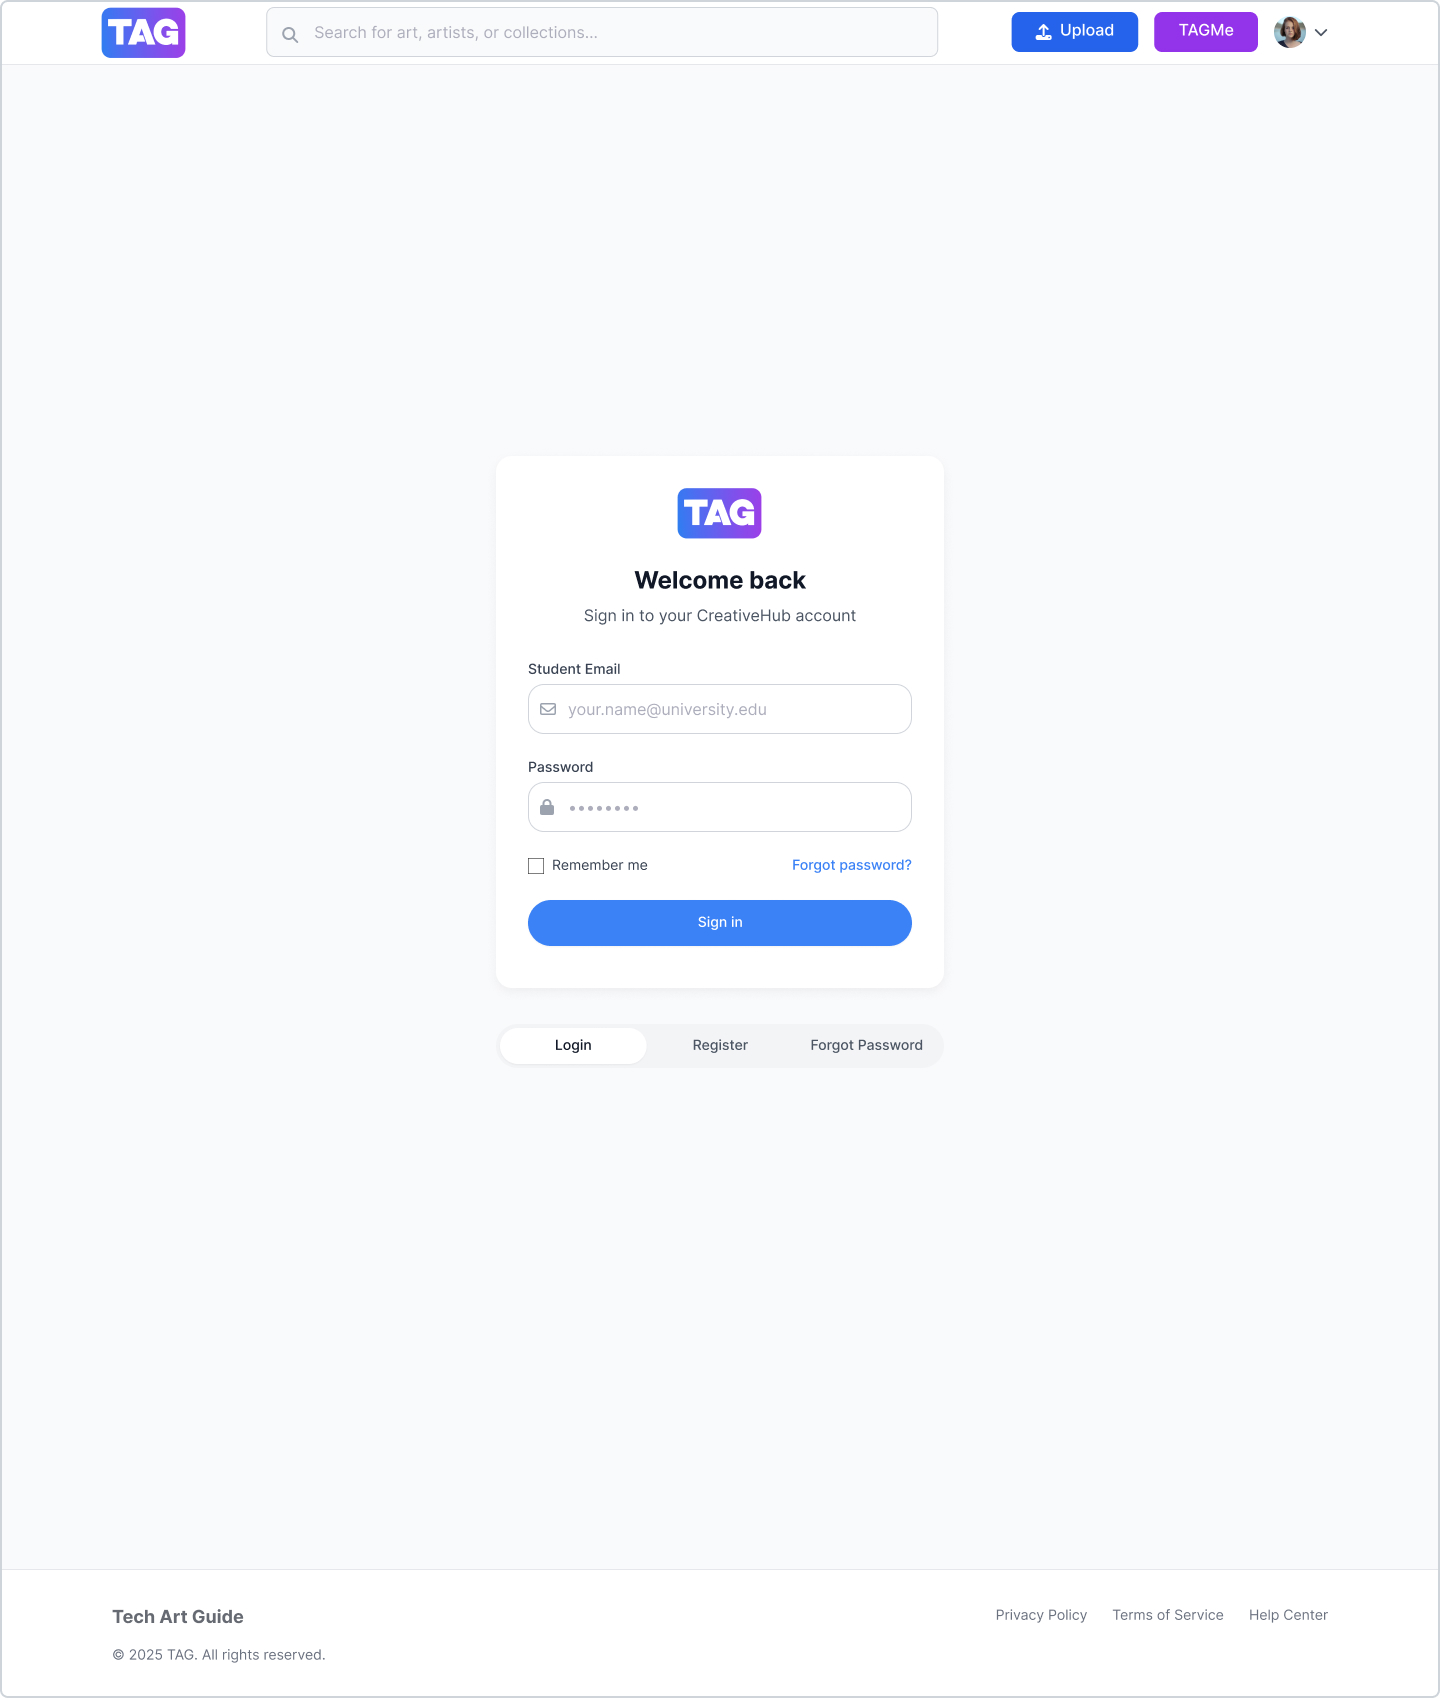 TAG
Search for art, artists, or collections...
Upload
TAGMe
TAG
Welcome back
Sign in to your CreativeHub account
Student Email
your.name@university.edu
Password
••••••••
Remember me
Forgot password?
Sign in
Login
Register
Forgot Password
Tech Art Guide
Privacy Policy
Terms of Service
Help Center
© 2025 TAG. All rights reserved.